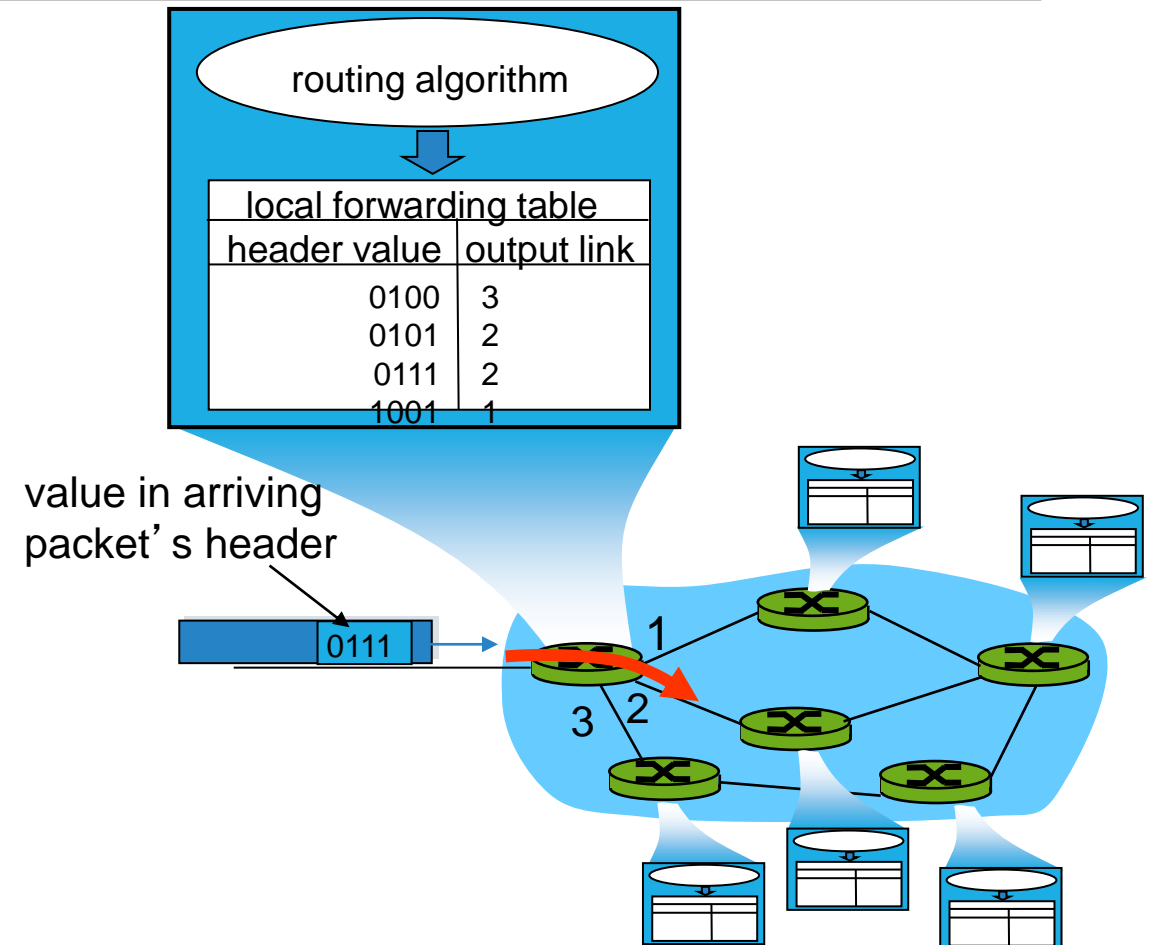 routing algorithm
local forwarding table
header value output link
0100 3
0101 2
0111 2
1001 1
value in arriving
packet’ s header
0111
1
2
3